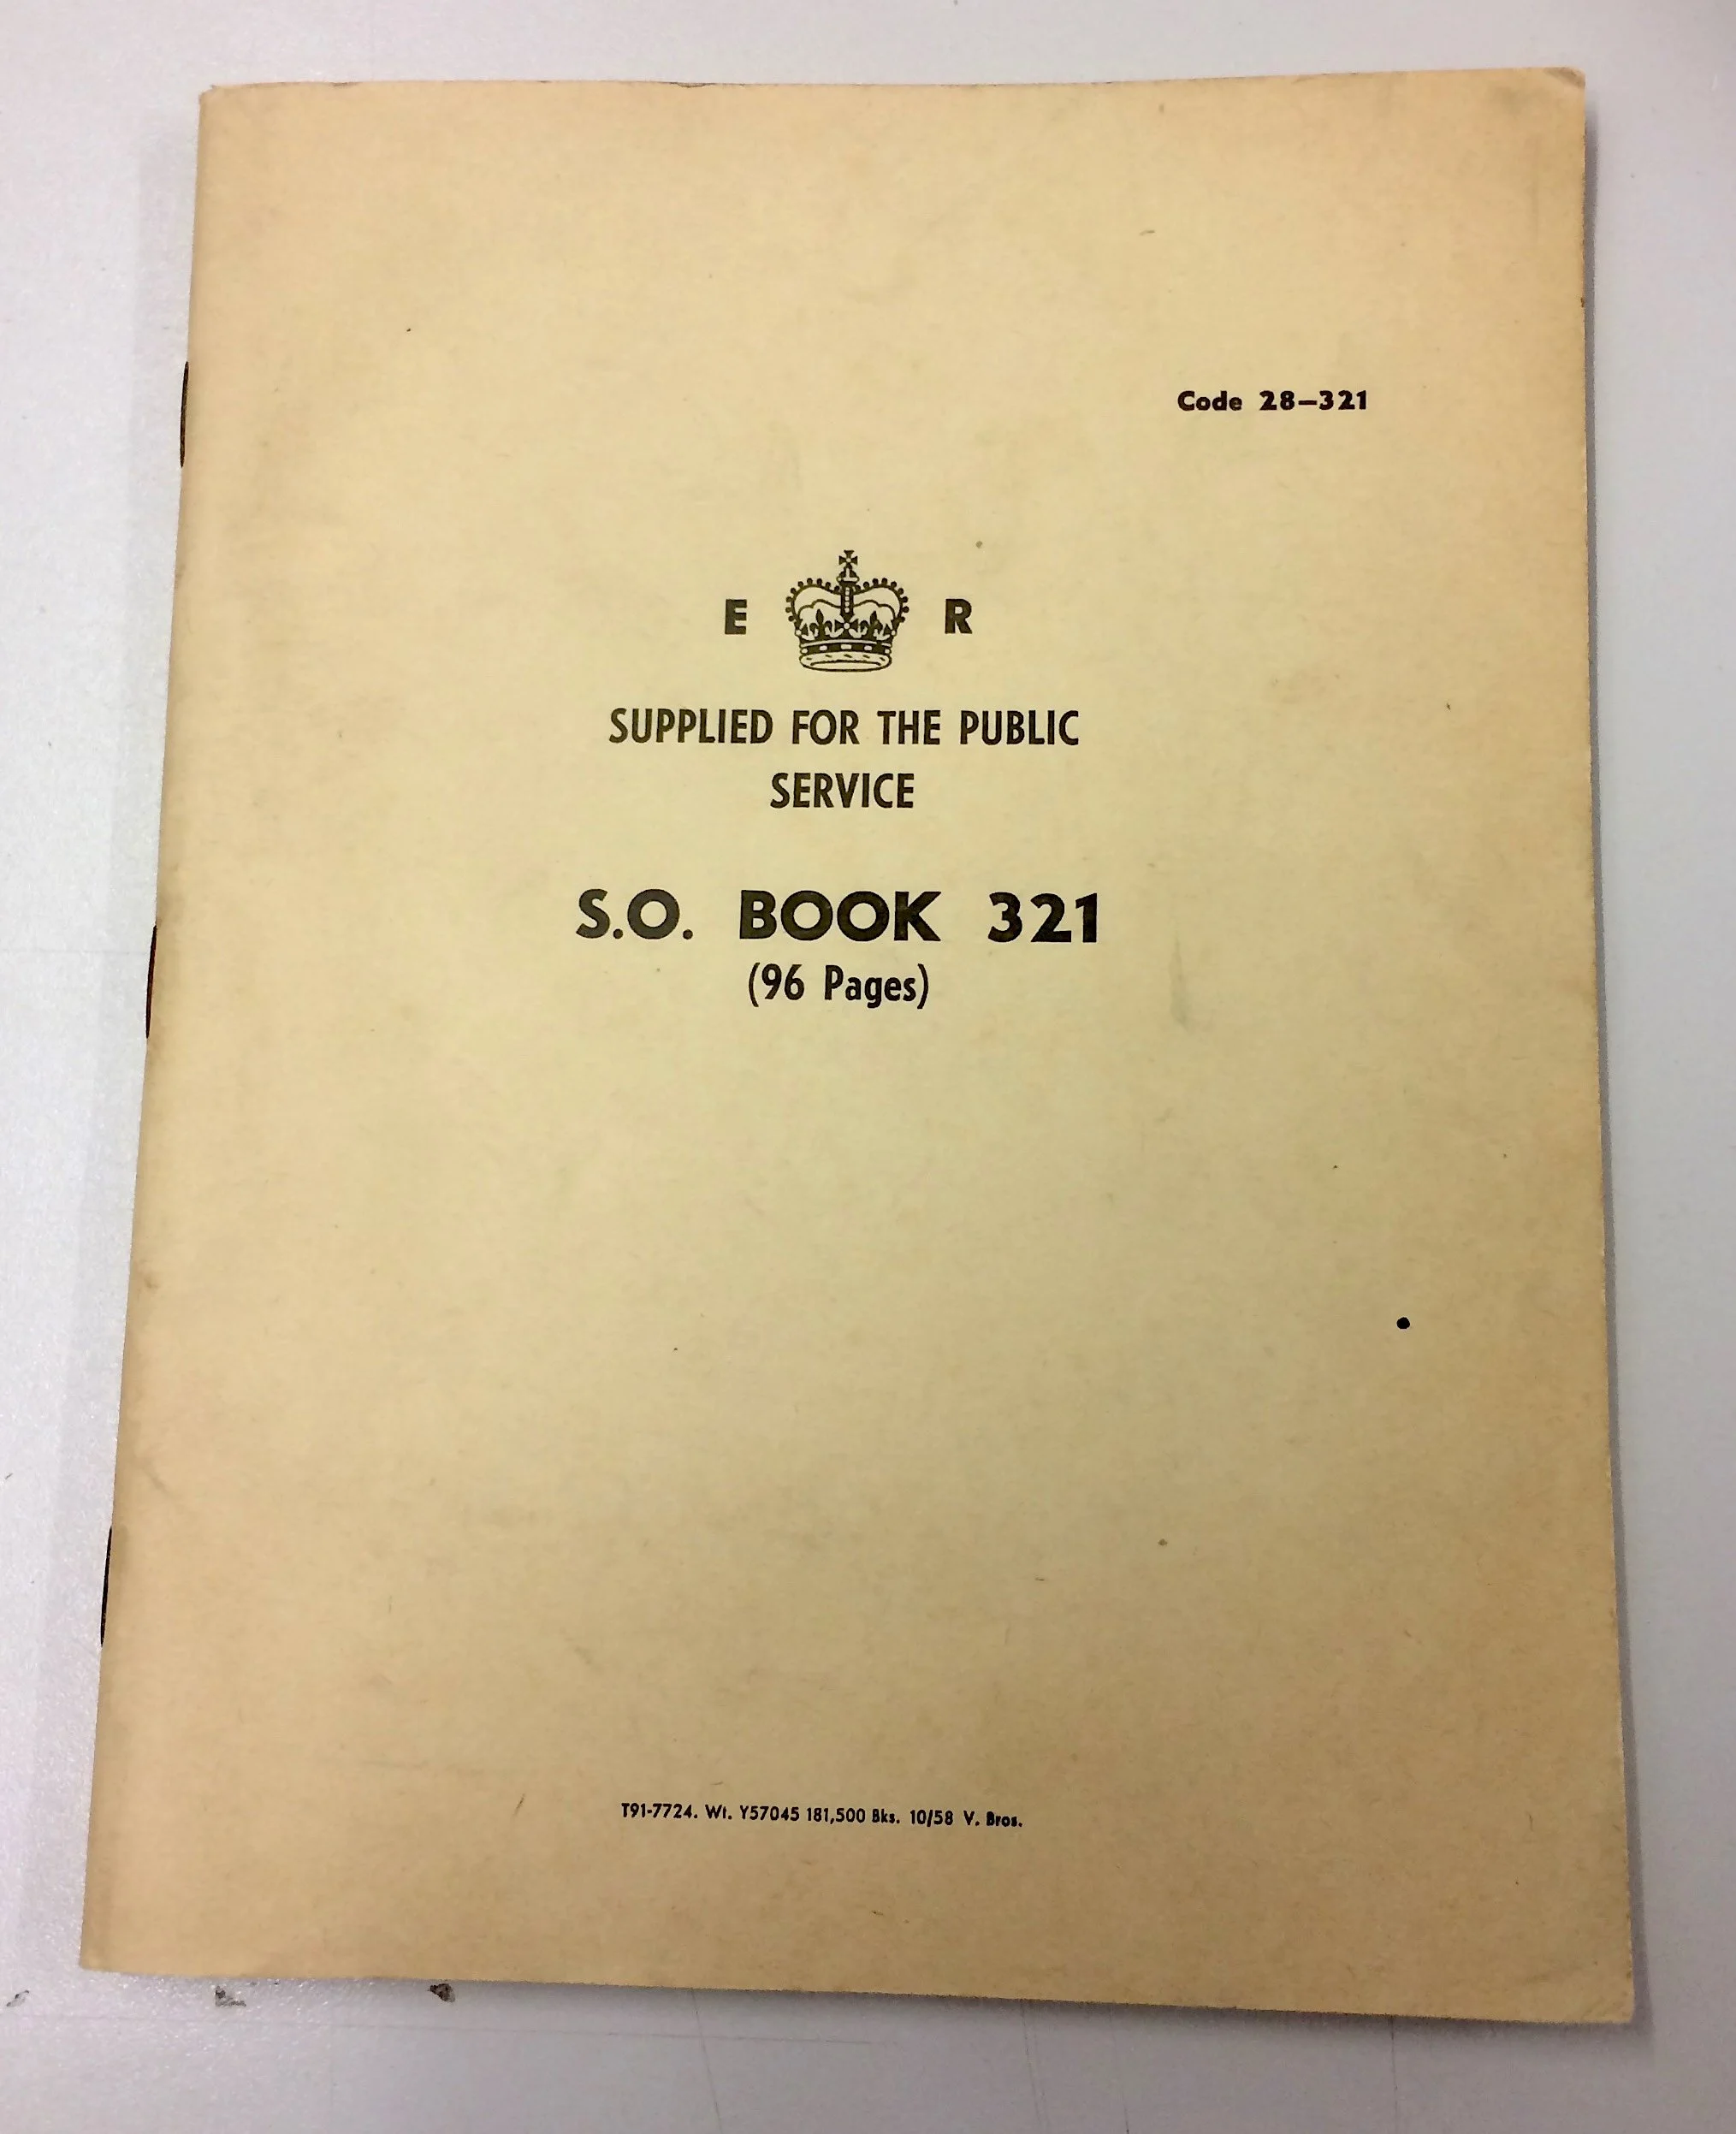 Code 28–321
E R
SUPPLIED FOR THE PUBLIC
SERVICE
S.O. BOOK 321
(96 Pages)
T91-7724. Wt. Y57045 181,500 Bks. 10/58 V. Bros.